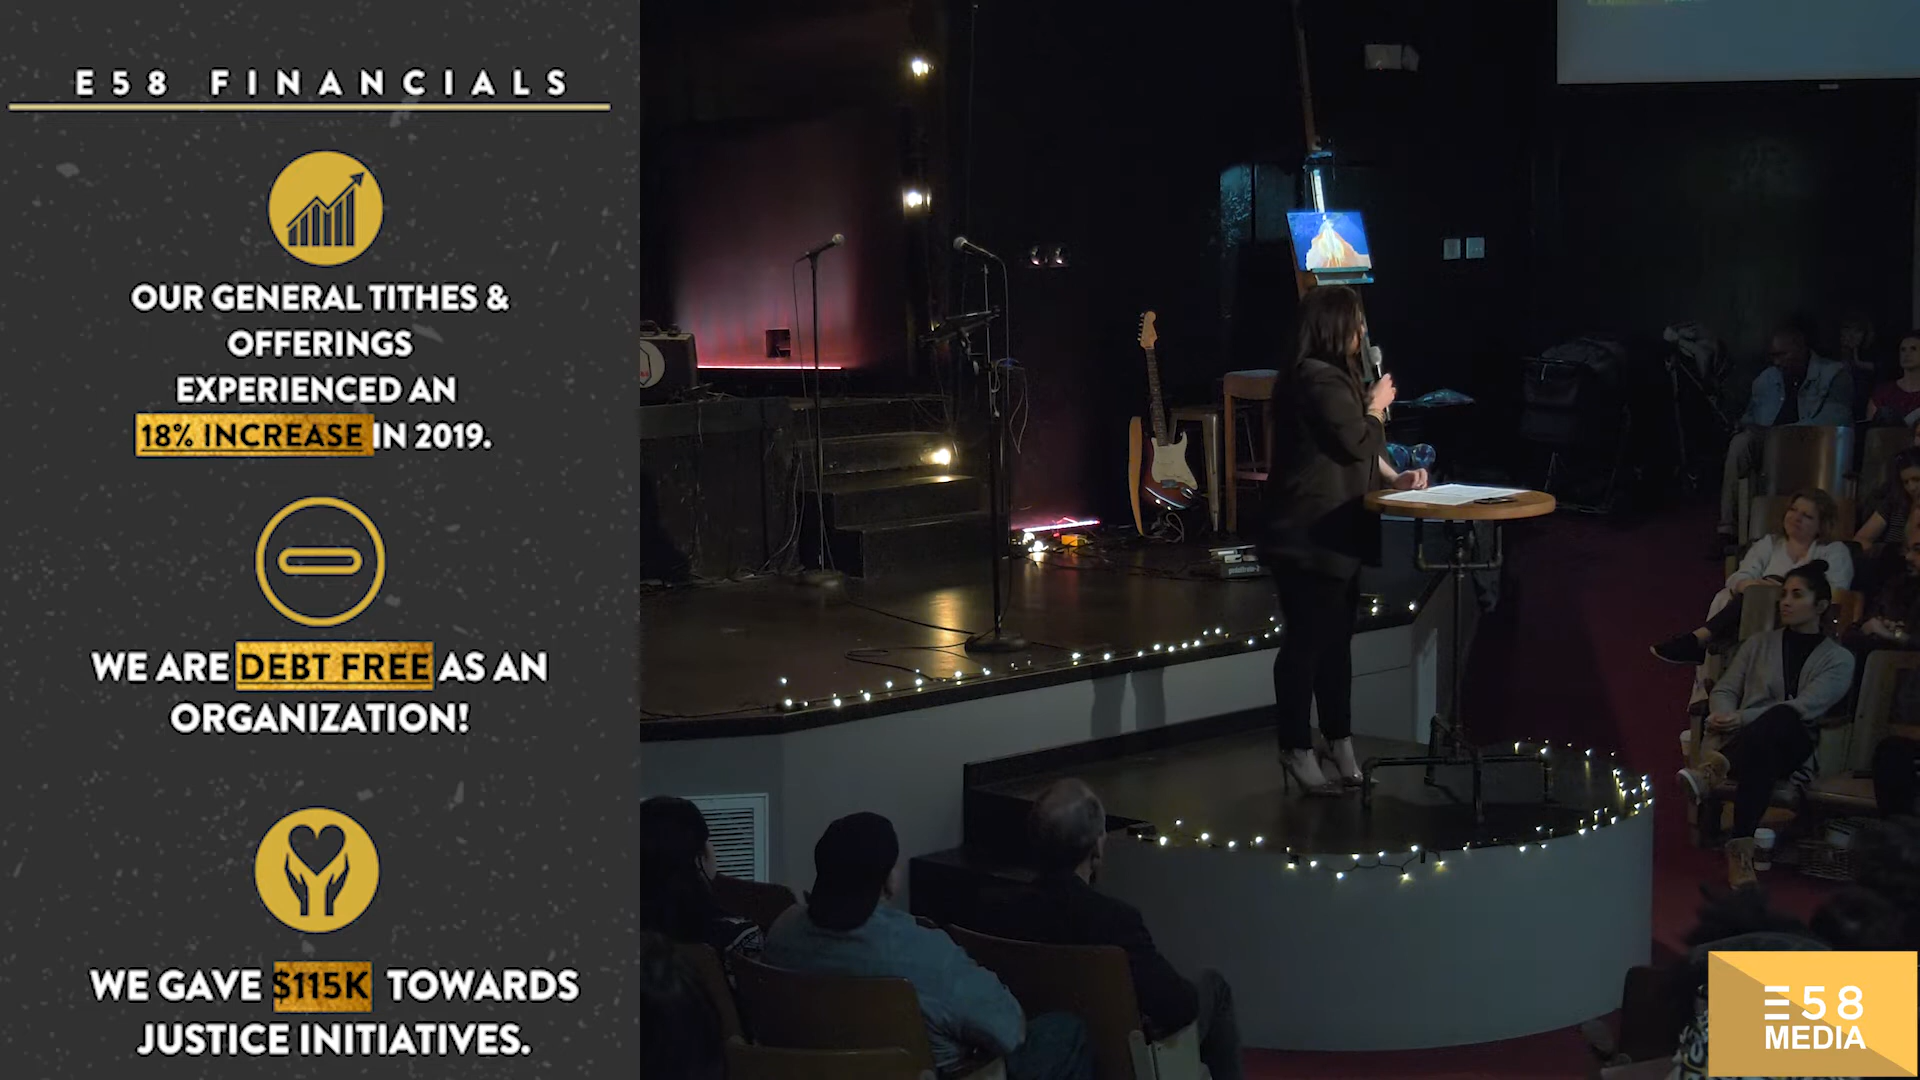 E58 FINANCIALS
OUR GENERAL TITHES &
OFFERINGS
EXPERIENCED AN
18% INCREASE IN 2019.
WE ARE DEBT FREE AS AN
ORGANIZATION!
WE GAVE $115K TOWARDS
JUSTICE INITIATIVES.
E58
MEDIA